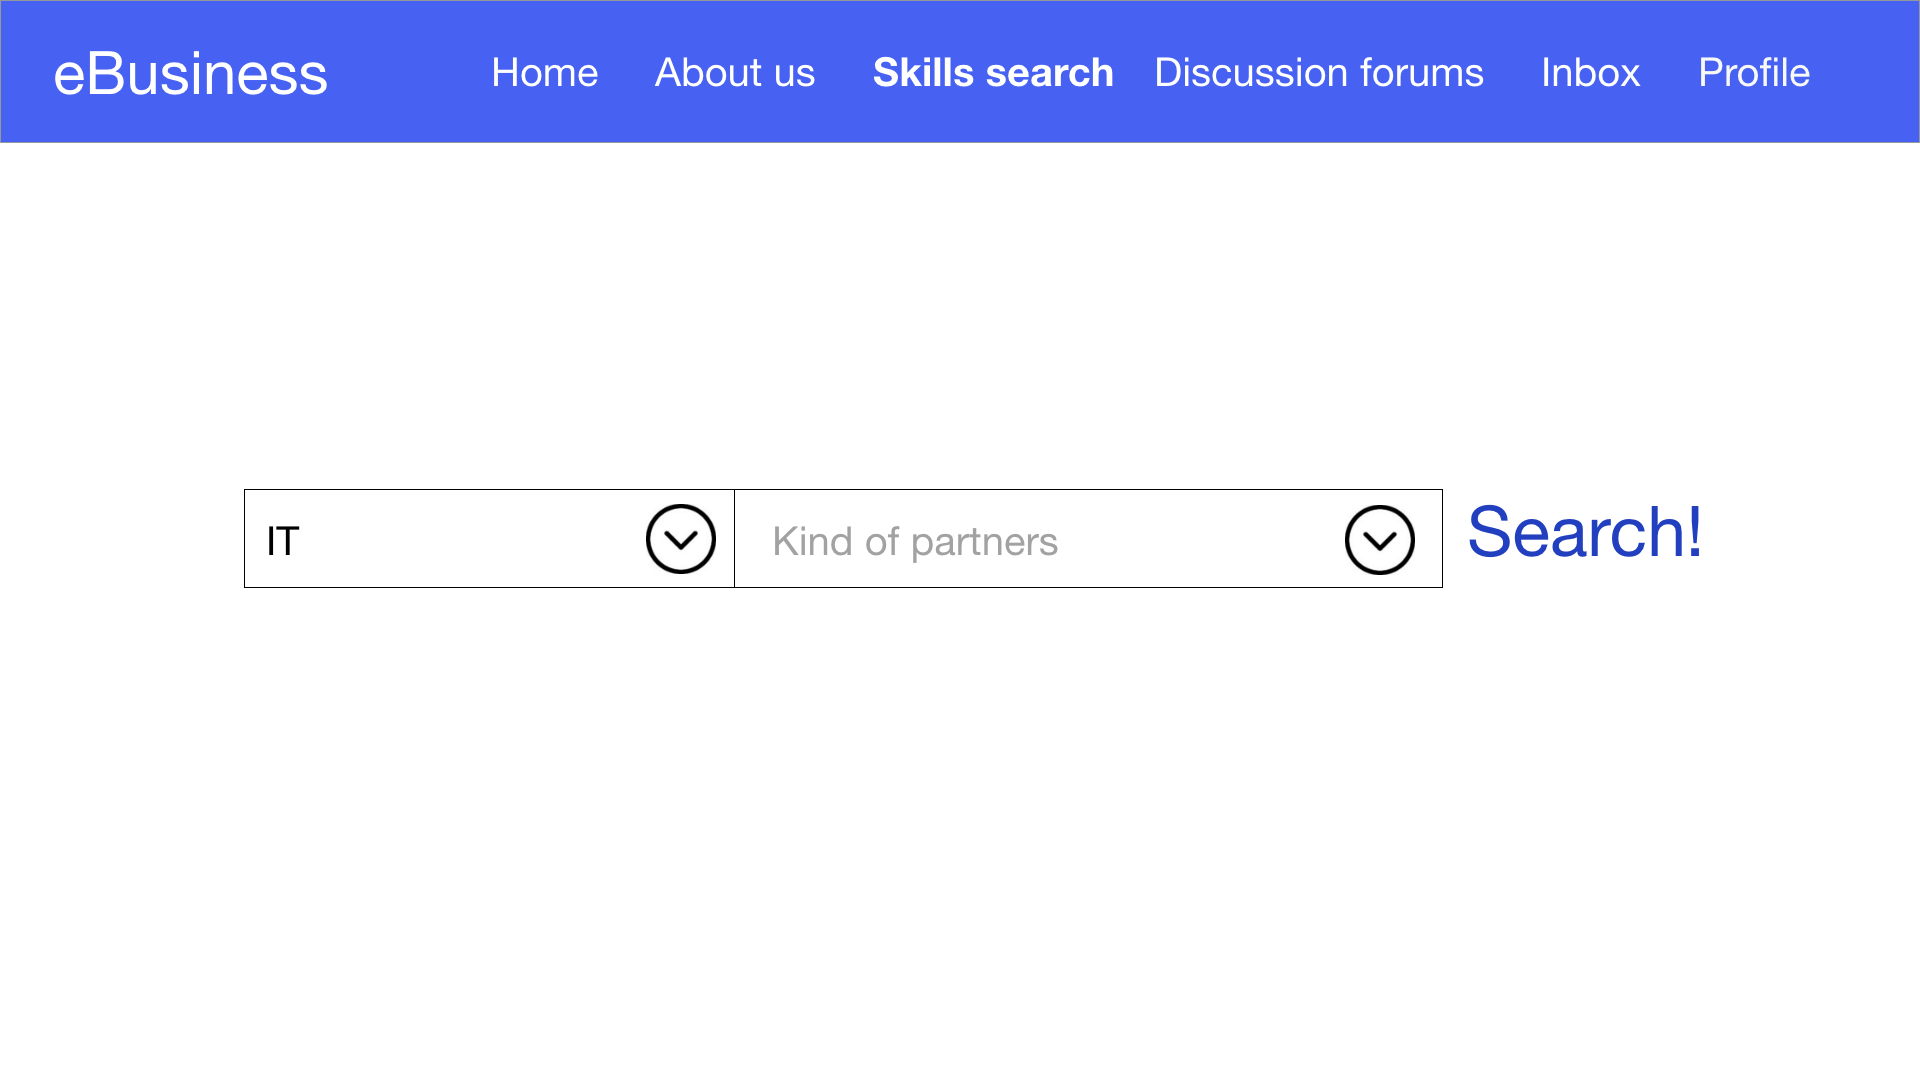 eBusiness Home About us Skills search Discussion forums Inbox Profile
IT Kind of partners Search!